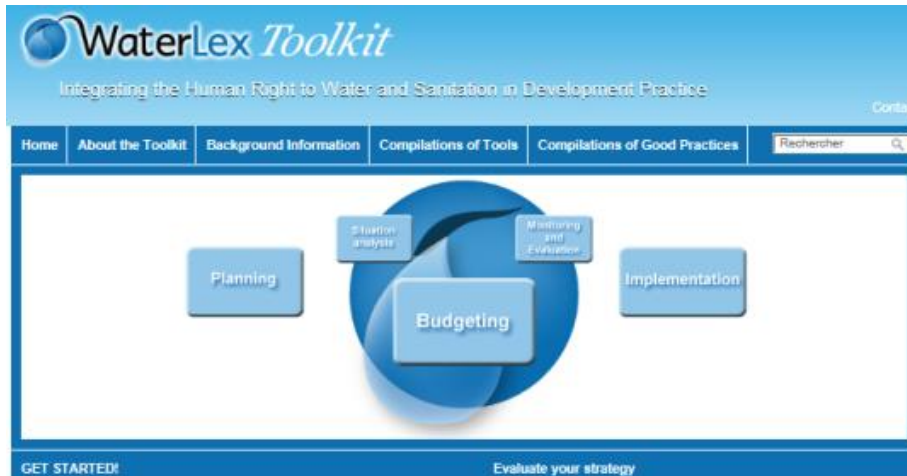 WaterLex Toolkit
Integrating the Human Right to Water and Sanitation in Development Practice
Conta
Home About the Toolkit Background Information Compilations of Tools Compilations of Good Practices Rechercher
Situation
analysis
Monitoring
and
Evaluation
Planning
Implementation
Budgeting
GET STARTED! Evaluate your strategy